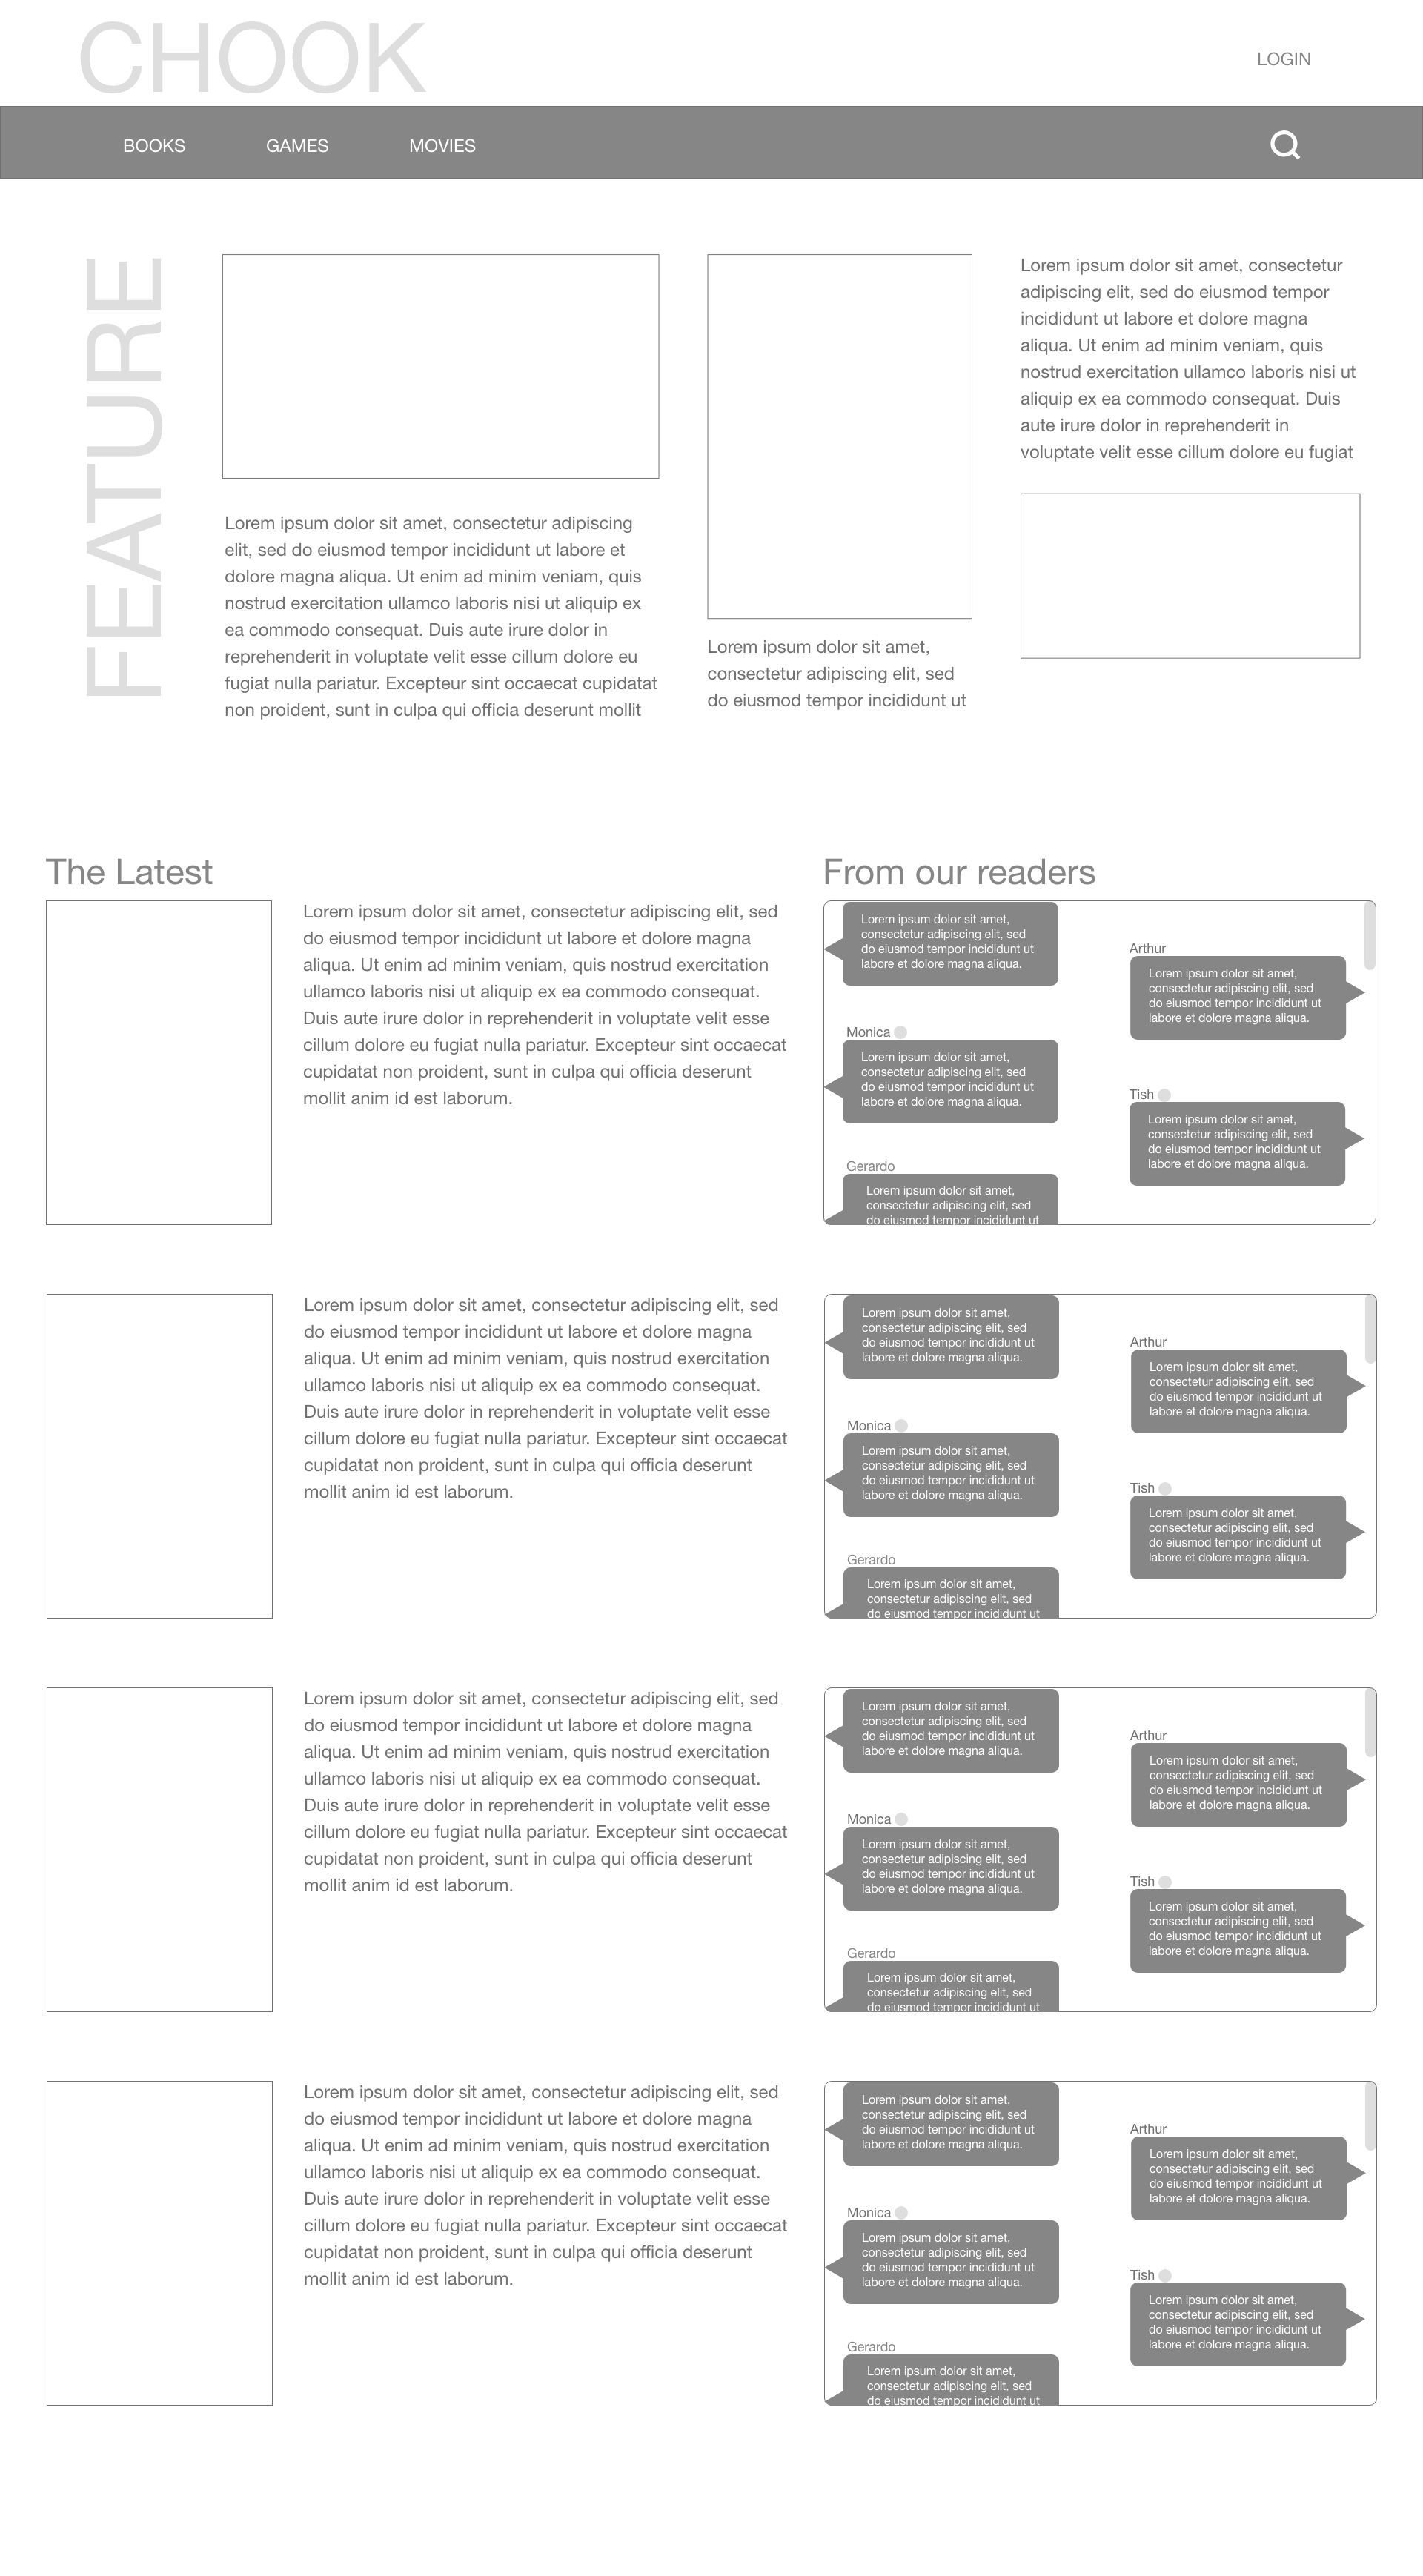 CHOOK
LOGIN
BOOKS
GAMES
MOVIES
FEATURE
Lorem ipsum dolor sit amet, consectetur adipiscing
elit, sed do eiusmod tempor incididunt ut labore et
dolore magna aliqua. Ut enim ad minim veniam, quis
nostrud exercitation ullamco laboris nisi ut aliquip ex
ea commodo consequat. Duis aute irure dolor in
reprehenderit in voluptate velit esse cillum dolore eu
fugiat nulla pariatur. Excepteur sint occaecat cupidatat
non proident, sunt in culpa qui officia deserunt mollit
Lorem ipsum dolor sit amet,
consectetur adipiscing elit, sed
do eiusmod tempor incididunt ut
Lorem ipsum dolor sit amet, consectetur
adipiscing elit, sed do eiusmod tempor
incididunt ut labore et dolore magna
aliqua. Ut enim ad minim veniam, quis
nostrud exercitation ullamco laboris nisi ut
aliquip ex ea commodo consequat. Duis
aute irure dolor in reprehenderit in
voluptate velit esse cillum dolore eu fugiat
The Latest
From our readers
Lorem ipsum dolor sit amet, consectetur adipiscing elit, sed
do eiusmod tempor incididunt ut labore et dolore magna
aliqua. Ut enim ad minim veniam, quis nostrud exercitation
ullamco laboris nisi ut aliquip ex ea commodo consequat.
Duis aute irure dolor in reprehenderit in voluptate velit esse
cillum dolore eu fugiat nulla pariatur. Excepteur sint occaecat
cupidatat non proident, sunt in culpa qui officia deserunt
mollit anim id est laborum.
Lorem ipsum dolor sit amet,
consectetur adipiscing elit, sed
do eiusmod tempor incididunt ut
labore et dolore magna aliqua.
Arthur
Lorem ipsum dolor sit amet,
consectetur adipiscing elit, sed
do eiusmod tempor incididunt ut
labore et dolore magna aliqua.
Monica
Lorem ipsum dolor sit amet,
consectetur adipiscing elit, sed
do eiusmod tempor incididunt ut
labore et dolore magna aliqua.
Tish
Lorem ipsum dolor sit amet,
consectetur adipiscing elit, sed
do eiusmod tempor incididunt ut
labore et dolore magna aliqua.
Gerardo
Lorem ipsum dolor sit amet,
consectetur adipiscing elit, sed
do eiusmod tempor incididunt ut
Lorem ipsum dolor sit amet, consectetur adipiscing elit, sed
do eiusmod tempor incididunt ut labore et dolore magna
aliqua. Ut enim ad minim veniam, quis nostrud exercitation
ullamco laboris nisi ut aliquip ex ea commodo consequat.
Duis aute irure dolor in reprehenderit in voluptate velit esse
cillum dolore eu fugiat nulla pariatur. Excepteur sint occaecat
cupidatat non proident, sunt in culpa qui officia deserunt
mollit anim id est laborum.
Lorem ipsum dolor sit amet,
consectetur adipiscing elit, sed
do eiusmod tempor incididunt ut
labore et dolore magna aliqua.
Arthur
Lorem ipsum dolor sit amet,
consectetur adipiscing elit, sed
do eiusmod tempor incididunt ut
labore et dolore magna aliqua.
Monica
Lorem ipsum dolor sit amet,
consectetur adipiscing elit, sed
do eiusmod tempor incididunt ut
labore et dolore magna aliqua.
Tish
Lorem ipsum dolor sit amet,
consectetur adipiscing elit, sed
do eiusmod tempor incididunt ut
labore et dolore magna aliqua.
Gerardo
Lorem ipsum dolor sit amet,
consectetur adipiscing elit, sed
do eiusmod tempor incididunt ut
Lorem ipsum dolor sit amet, consectetur adipiscing elit, sed
do eiusmod tempor incididunt ut labore et dolore magna
aliqua. Ut enim ad minim veniam, quis nostrud exercitation
ullamco laboris nisi ut aliquip ex ea commodo consequat.
Duis aute irure dolor in reprehenderit in voluptate velit esse
cillum dolore eu fugiat nulla pariatur. Excepteur sint occaecat
cupidatat non proident, sunt in culpa qui officia deserunt
mollit anim id est laborum.
Lorem ipsum dolor sit amet,
consectetur adipiscing elit, sed
do eiusmod tempor incididunt ut
labore et dolore magna aliqua.
Arthur
Lorem ipsum dolor sit amet,
consectetur adipiscing elit, sed
do eiusmod tempor incididunt ut
labore et dolore magna aliqua.
Monica
Lorem ipsum dolor sit amet,
consectetur adipiscing elit, sed
do eiusmod tempor incididunt ut
labore et dolore magna aliqua.
Tish
Lorem ipsum dolor sit amet,
consectetur adipiscing elit, sed
do eiusmod tempor incididunt ut
labore et dolore magna aliqua.
Gerardo
Lorem ipsum dolor sit amet,
consectetur adipiscing elit, sed
do eiusmod tempor incididunt ut
Lorem ipsum dolor sit amet, consectetur adipiscing elit, sed
do eiusmod tempor incididunt ut labore et dolore magna
aliqua. Ut enim ad minim veniam, quis nostrud exercitation
ullamco laboris nisi ut aliquip ex ea commodo consequat.
Duis aute irure dolor in reprehenderit in voluptate velit esse
cillum dolore eu fugiat nulla pariatur. Excepteur sint occaecat
cupidatat non proident, sunt in culpa qui officia deserunt
mollit anim id est laborum.
Lorem ipsum dolor sit amet,
consectetur adipiscing elit, sed
do eiusmod tempor incididunt ut
labore et dolore magna aliqua.
Arthur
Lorem ipsum dolor sit amet,
consectetur adipiscing elit, sed
do eiusmod tempor incididunt ut
labore et dolore magna aliqua.
Monica
Lorem ipsum dolor sit amet,
consectetur adipiscing elit, sed
do eiusmod tempor incididunt ut
labore et dolore magna aliqua.
Tish
Lorem ipsum dolor sit amet,
consectetur adipiscing elit, sed
do eiusmod tempor incididunt ut
labore et dolore magna aliqua.
Gerardo
Lorem ipsum dolor sit amet,
consectetur adipiscing elit, sed
do eiusmod tempor incididunt ut